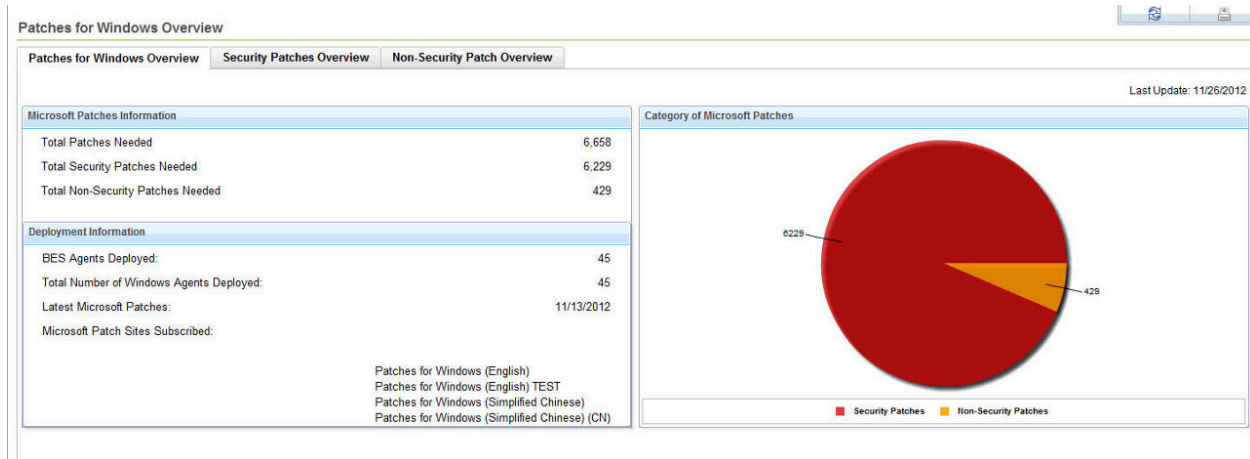 Patches for Windows Overview
Patches for Windows Overview
Security Patches Overview
Non-Security Patch Overview
Last Update: 11/26/2012
Microsoft Patches Information
Total Patches Needed 6,658
Total Security Patches Needed 6,229
Total Non-Security Patches Needed 429
Deployment Information
BES Agents Deployed: 45
Total Number of Windows Agents Deployed: 45
Latest Microsoft Patches: 11/13/2012
Microsoft Patch Sites Subscribed:
Patches for Windows (English)
Patches for Windows (English) TEST
Patches for Windows (Simplified Chinese)
Patches for Windows (Simplified Chinese) (CN)
Category of Microsoft Patches
6229
429
Security Patches
Non-Security Patches